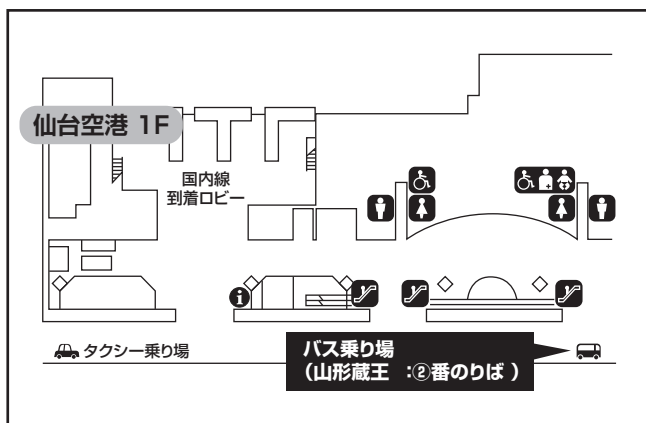 仙台空港 1F
国内線
到着ロビー
タクシー乗り場
バス乗り場
(山形蔵王 :②番のりば )